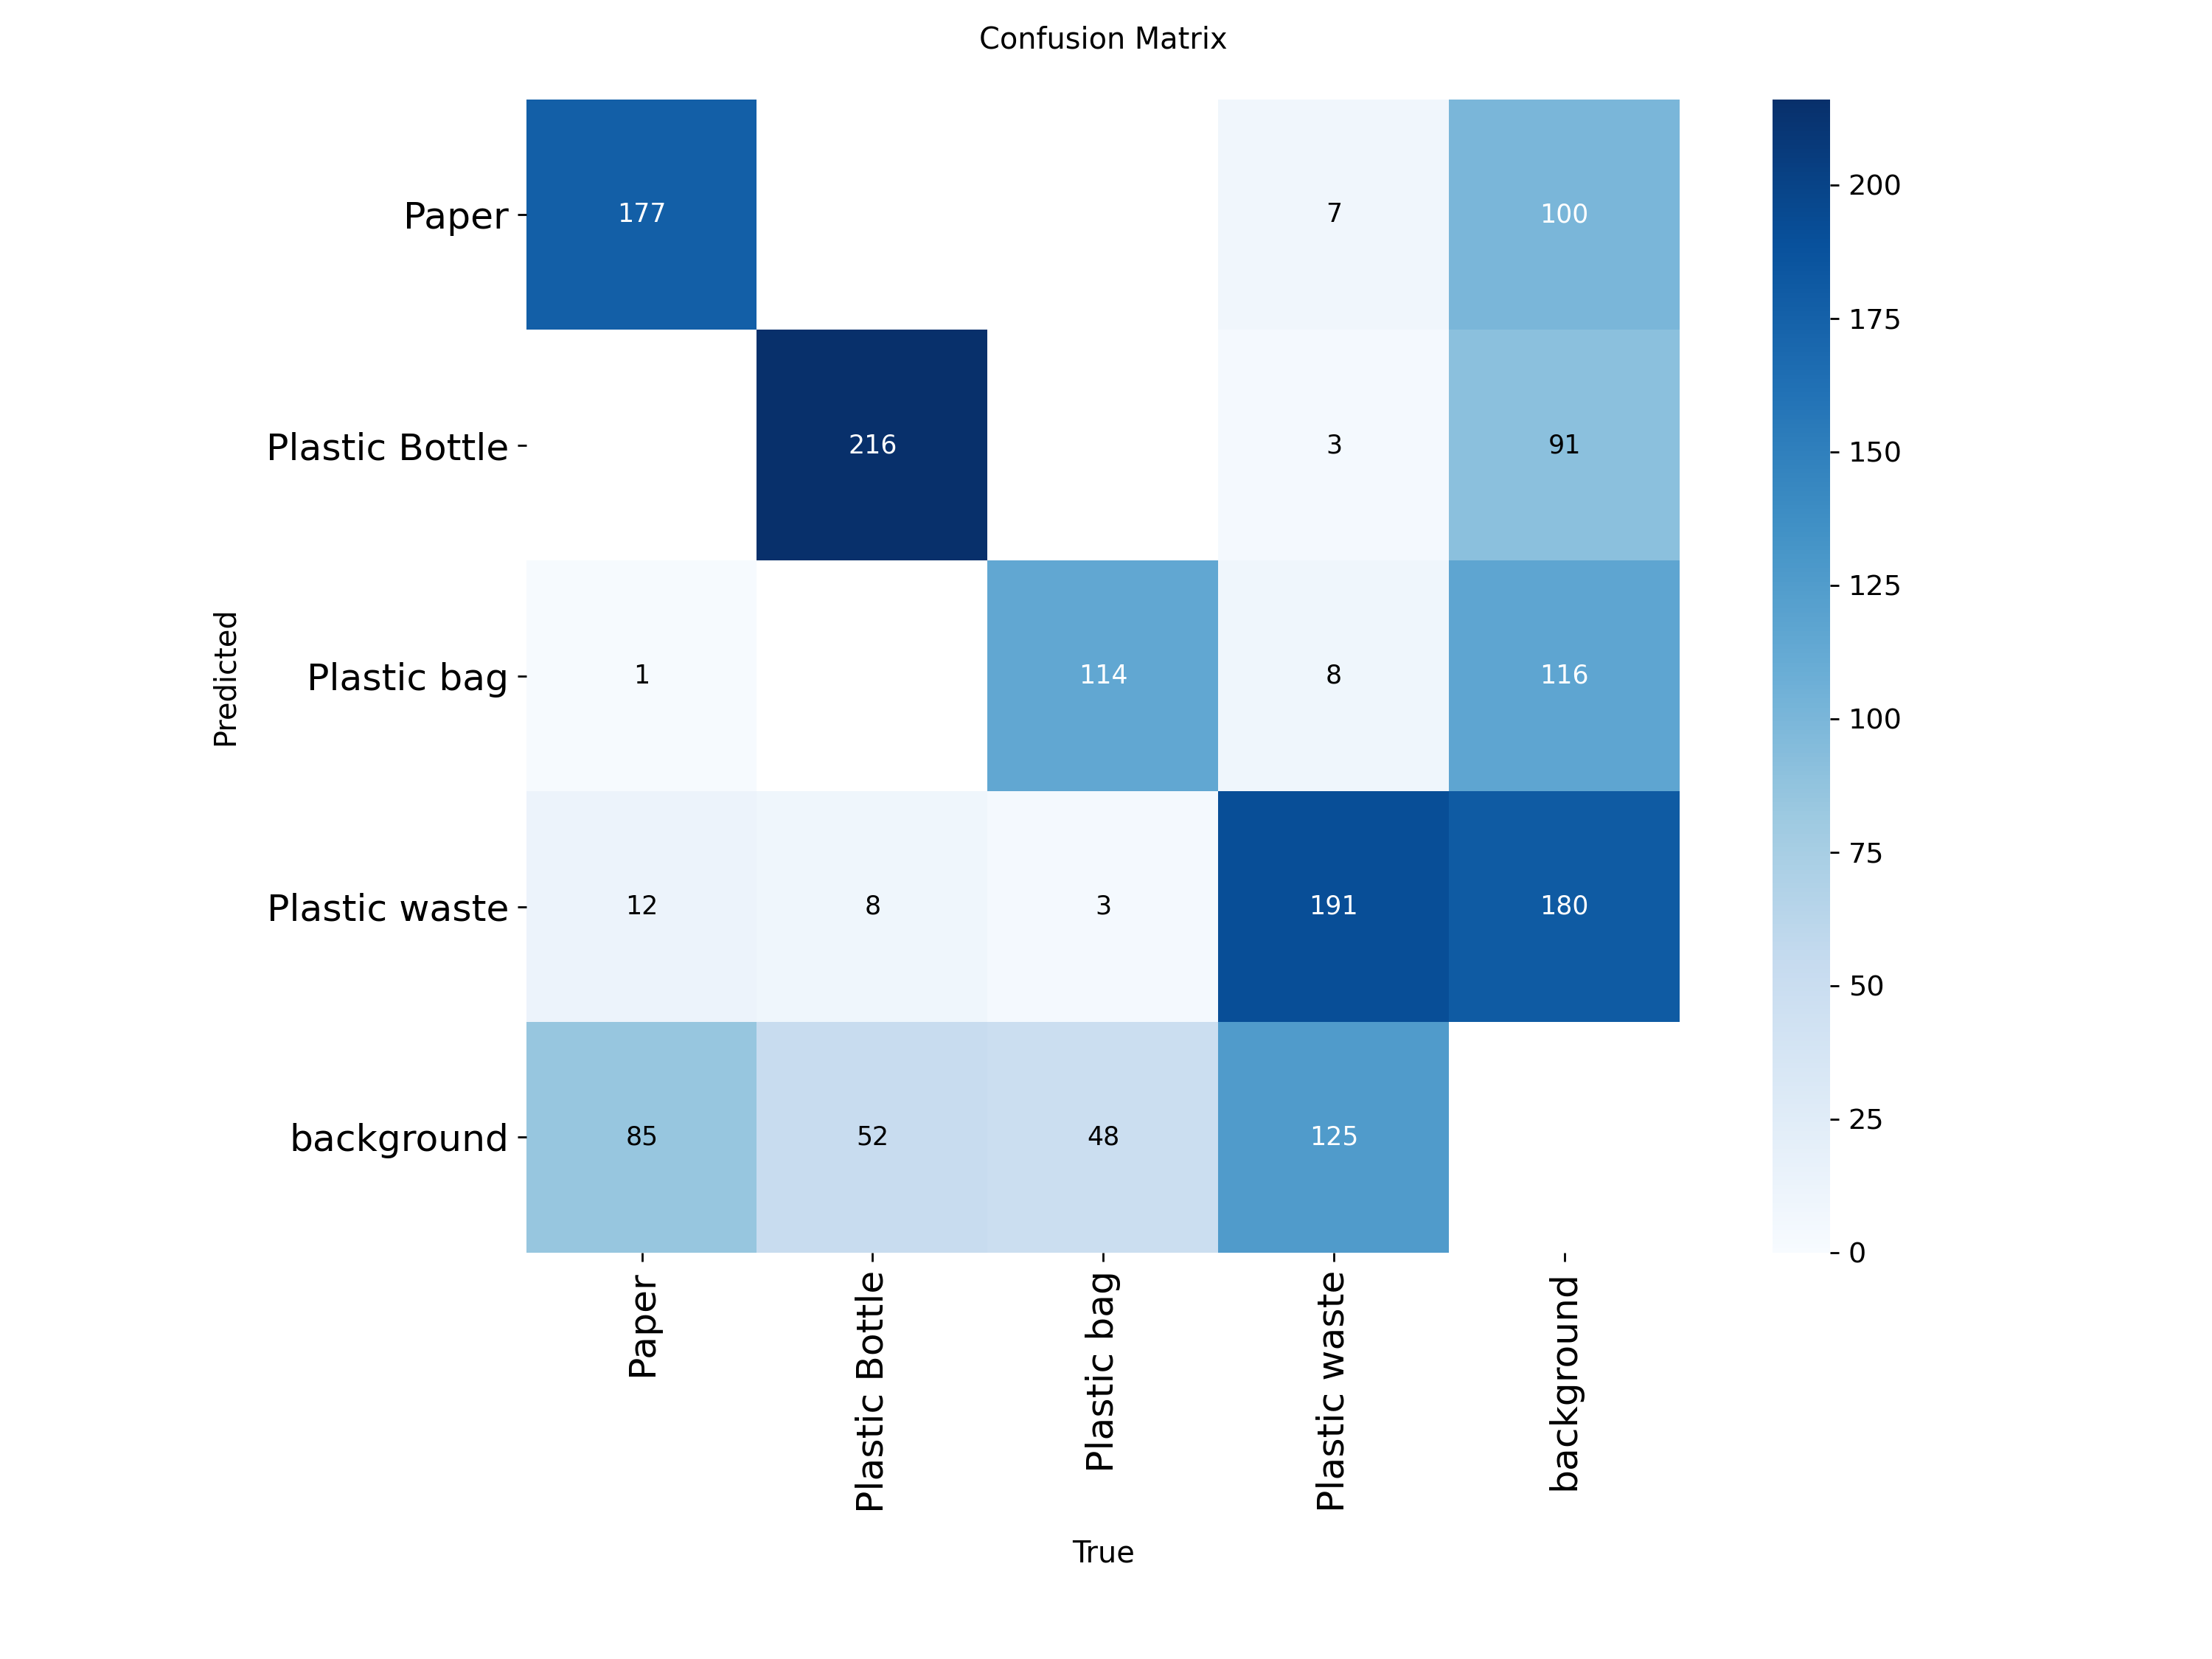 Confusion Matrix
Predicted
Paper
177
7
100
200
175
Plastic Bottle
216
3
91
150
125
Plastic bag
1
114
8
116
100
75
Plastic waste
12
8
3
191
180
50
background
85
52
48
125
25
0
Paper
Plastic Bottle
Plastic bag
Plastic waste
background
True